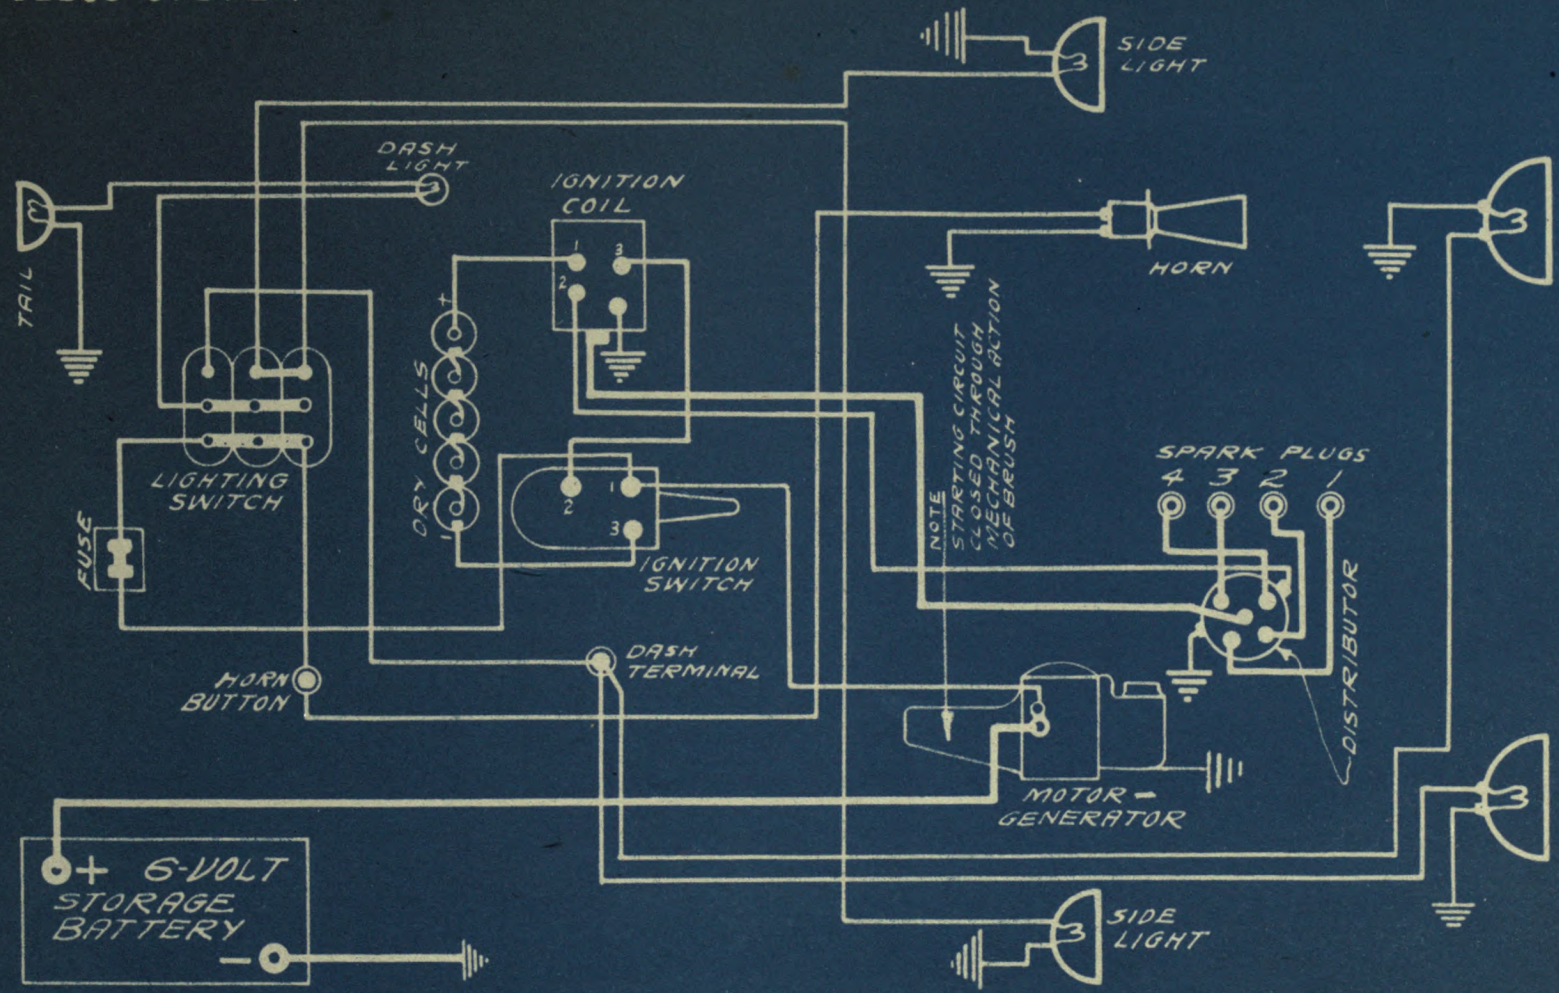 SIDE
LIGHT
DASH
LIGHT
IGNITION
COIL
1
3
2
TAIL
HORN
+
DRY CELLS
1
LIGHTING
SWITCH
FUSE
1
2
3
IGNITION
SWITCH
NOTE
STARTING CIRCUIT
CLOSED THROUGH
MECHANICAL ACTION
OF BRUSH
SPARK PLUGS
4 3 2 1
DISTRIBUTOR
DASH
TERMINAL
HORN
BUTTON
MOTOR-
GENERATOR
+ 6-VOLT
STORAGE
BATTERY
-
SIDE
LIGHT